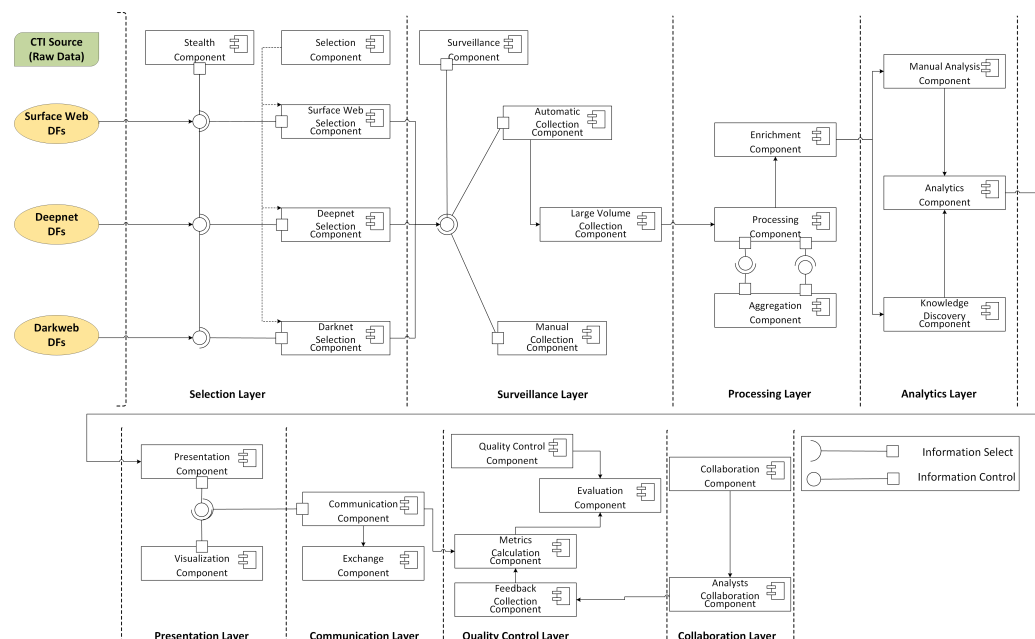 CTI Source
(Raw Data)
Surface Web
DFs
Deepnet
DFs
Darkweb
DFs
Stealth
Component
Selection
Component
Surface Web
Selection
Component
Deepnet
Selection
Component
Darknet
Selection
Component
Selection Layer
Surveillance
Component
Automatic
Collection
Component
Large Volume
Collection
Component
Manual
Collection
Component
Surveillance Layer
Enrichment
Component
Processing
Component
Aggregation
Component
Processing Layer
Manual Analysis
Component
Analytics
Component
Knowledge
Discovery
Component
Analytics Layer
Presentation
Component
Visualization
Component
Presentation Layer
Communication
Component
Exchange
Component
Communication Layer
Quality Control
Component
Evaluation
Component
Metrics
Calculation
Component
Feedback
Collection
Component
Quality Control Layer
Collaboration
Component
Analysts
Collaboration
Component
Collaboration Layer
Information Select
Information Control